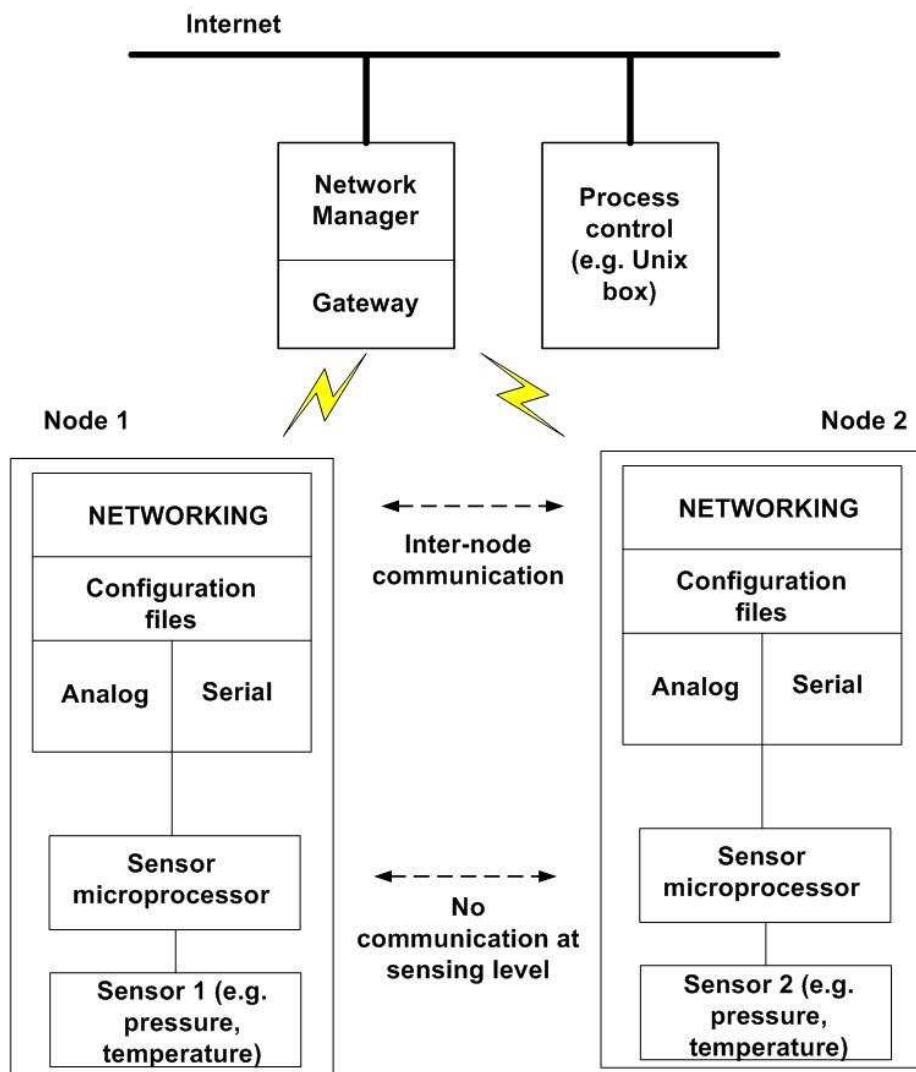 Internet
Network
Manager
Gateway
Process
control
(e.g. Unix
box)
Node 1
Node 2
NETWORKING
Configuration
files
Analog
Serial
Sensor
microprocessor
Sensor 1 (e.g.
pressure,
temperature)
Inter-node
communication
No
communication at
sensing level
NETWORKING
Configuration
files
Analog
Serial
Sensor
microprocessor
Sensor 2 (e.g.
pressure,
temperature)